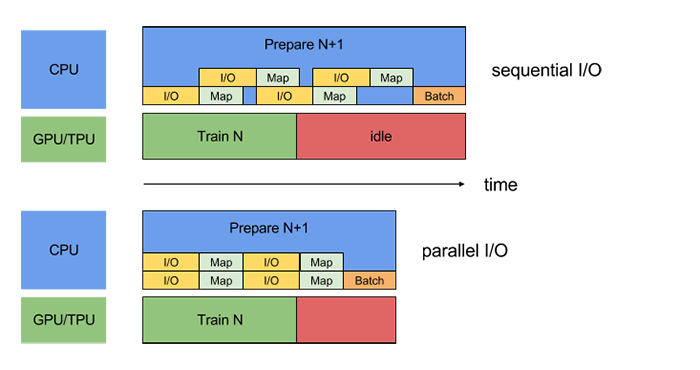 CPU
Prepare N+1
I/O Map I/O Map
I/O Map I/O Map Batch
sequential I/O
GPU/TPU
Train N
idle
time
CPU
Prepare N+1
I/O Map I/O Map
I/O Map I/O Map Batch
parallel I/O
GPU/TPU
Train N